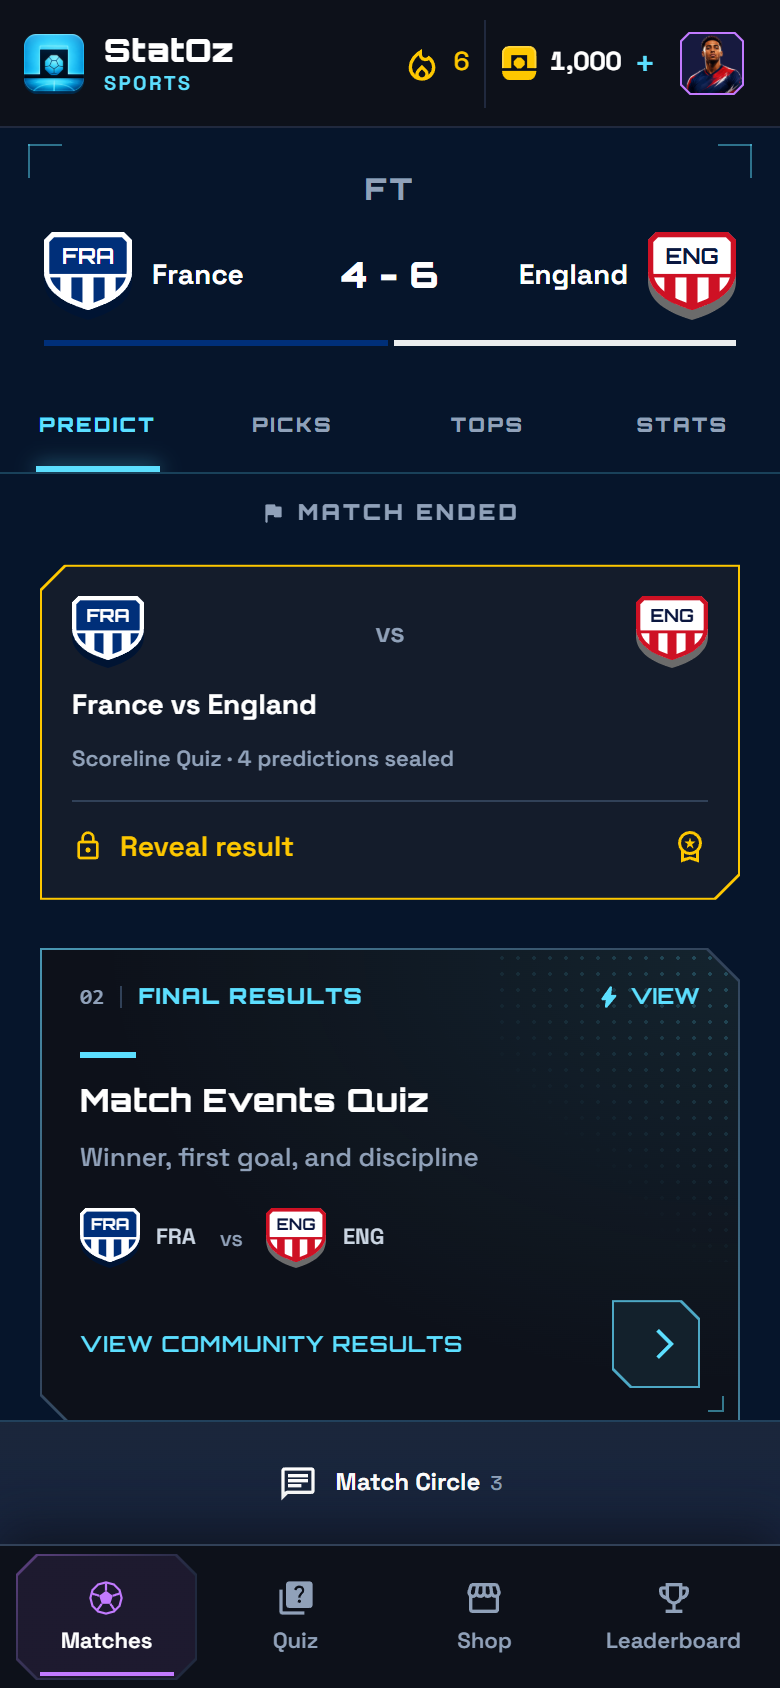 StatOz
SPORTS
6
1,000 +
FT
FRA
France
4 - 6
England
ENG
PREDICT
PICKS
TOPS
STATS
MATCH ENDED
FRA
vs
ENG
France vs England
Scoreline Quiz · 4 predictions sealed
Reveal result
02
FINAL RESULTS
VIEW
Match Events Quiz
Winner, first goal, and discipline
FRA
FRA
vs
ENG
ENG
VIEW COMMUNITY RESULTS
Match Circle 3
Matches
Quiz
Shop
Leaderboard